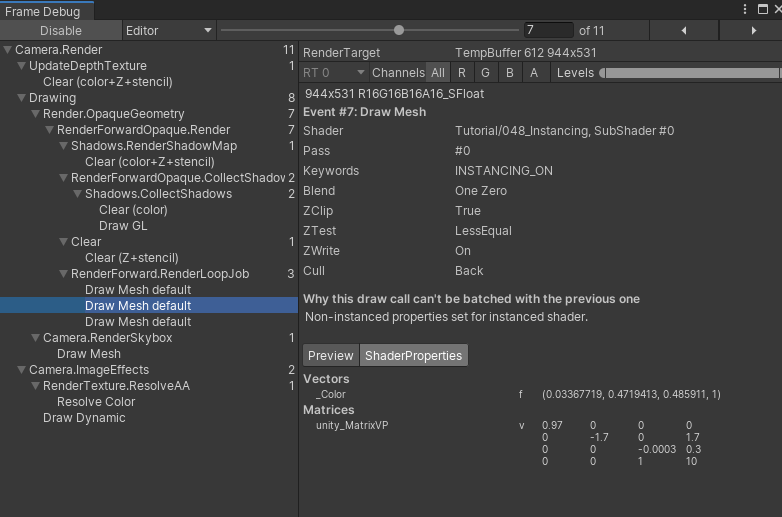 Frame Debug
Disable Editor 7 of 11
Camera.Render 11
UpdateDepthTexture 1
Clear (color+Z+stencil)
Drawing 8
Render.OpaqueGeometry 7
RenderForwardOpaque.Render 7
Shadows.RenderShadowMap 1
Clear (color+Z+stencil)
RenderForwardOpaque.CollectShadow 2
Shadows.CollectShadows 2
Clear (color)
Draw GL
Clear 1
Clear (Z+stencil)
RenderForward.RenderLoopJob 3
Draw Mesh default
Draw Mesh default
Draw Mesh default
Camera.RenderSkybox 1
Draw Mesh
Camera.ImageEffects 2
RenderTexture.ResolveAA 1
Resolve Color
Draw Dynamic
RenderTarget TempBuffer 612 944x531
RT 0 Channels All R G B A Levels
944x531 R16G16B16A16_SFloat
Event #7: Draw Mesh
Shader Tutorial/048_Instancing, SubShader #0
Pass #0
Keywords INSTANCING_ON
Blend One Zero
ZClip True
ZTest LessEqual
ZWrite On
Cull Back
Why this draw call can't be batched with the previous one
Non-instanced properties set for instanced shader.
Preview ShaderProperties
Vectors
_Color f (0.03367719, 0.4719413, 0.485911, 1)
Matrices
unity_MatrixVP v 0.97 0 0 0
0 -1.7 0 1.7
0 0 -0.0003 0.3
0 0 1 10